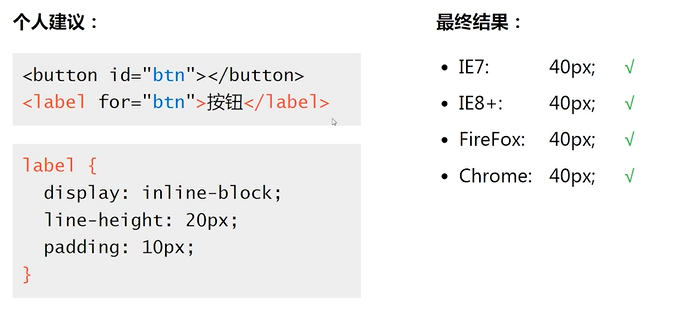 个人建议：
<button id="btn"></button>
<label for="btn">按钮</label>
label {
display: inline-block;
line-height: 20px;
padding: 10px;
}
最终结果：
• IE7: 40px; √
• IE8+: 40px; √
• FireFox: 40px; √
• Chrome: 40px; √